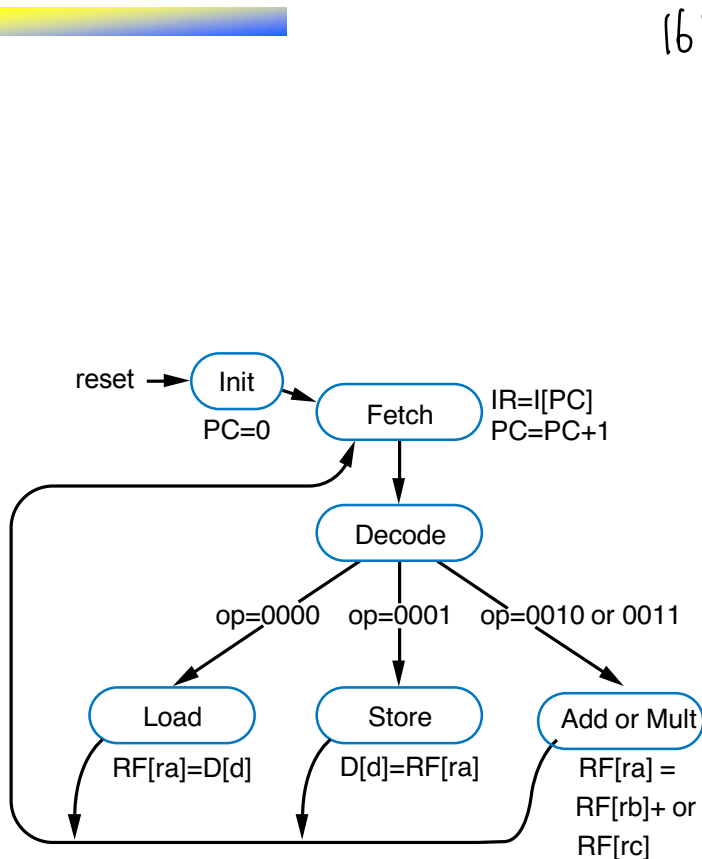 16
reset
Init
PC=0
Fetch
IR=I[PC]
PC=PC+1
Decode
op=0000
op=0001
op=0010 or 0011
Load
Store
Add or Mult
RF[ra]=D[d]
D[d]=RF[ra]
RF[ra] =
RF[rb]+ or
RF[rc]